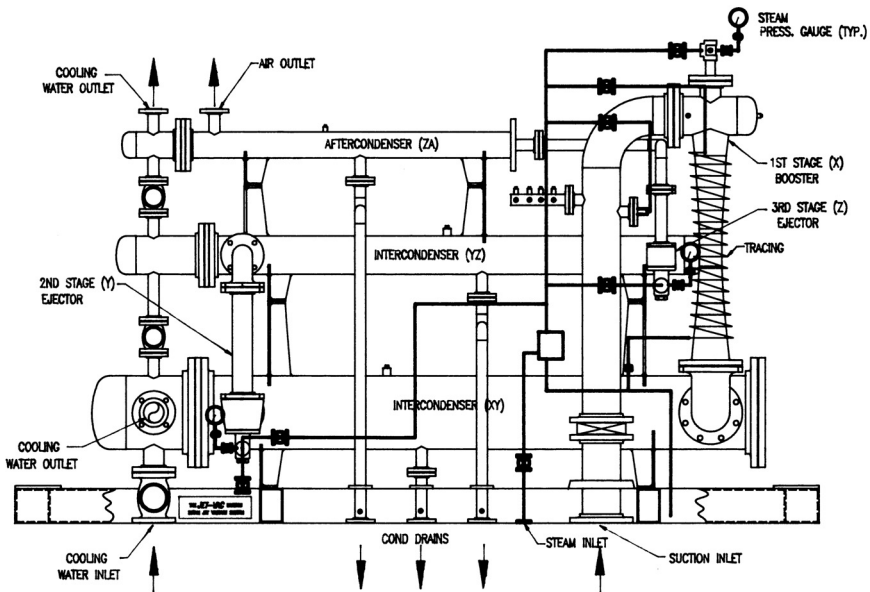 STEAM
PRESS. GAUGE (TYP.)
COOLING
WATER OUTLET
AIR OUTLET
AFTERCONDENSER (ZA)
1ST STAGE (X)
BOOSTER
3RD STAGE (Z)
EJECTOR
TRACING
INTERCONDENSER (YZ)
2ND STAGE (Y)
EJECTOR
INTERCONDENSER (XY)
COOLING
WATER OUTLET
COND DRAINS
STEAM INLET
SUCTION INLET
COOLING
WATER INLET